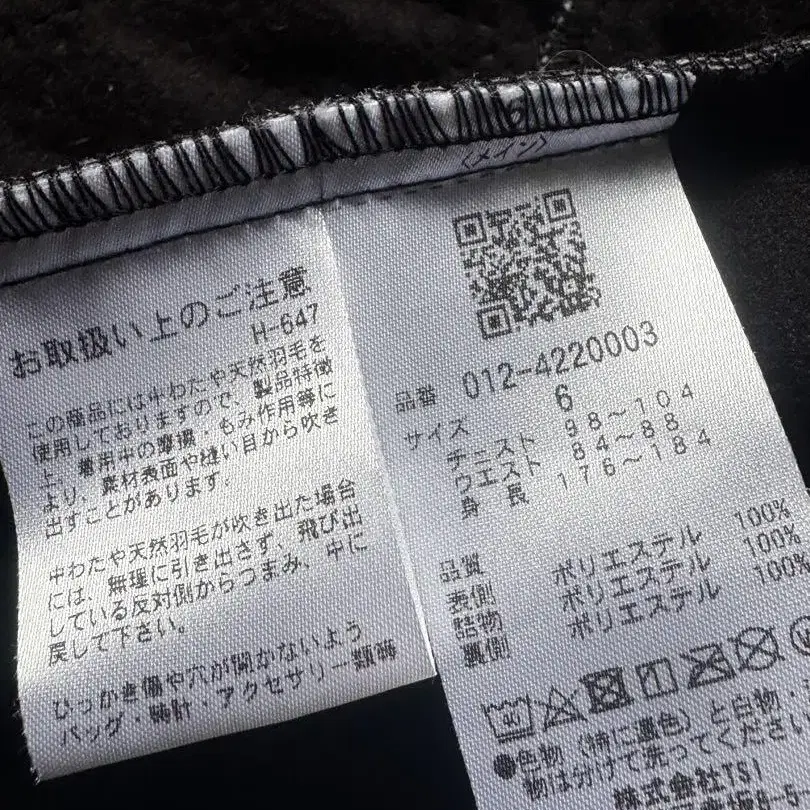 お取扱い上のご注意
H-647
この商品には中わたや天然羽毛を
使用しておりますので、製品特徴
上、着用中の摩擦・もみ作用等に
より、素材表面や縫い目から吹き
出すことがあります。
中わたや天然羽毛が吹き出た場合
には、無理に引き出さず、飛び出
している反対側からつまみ、中に
戻して下さい。
ひっかき傷や穴が開かないよう
バッグ・時計・アクセサリー類等
6
〈メイン〉
品番 012-4220003
サイズ 6
チェスト 98～104
ウエスト 84～88
身長 176～184
品質
表側 ポリエステル 100%
詰物 ポリエステル 100%
裏側 ポリエステル 100%
40
●色物（特に濃色）と白物・
物は分けて洗ってください
株式会社TSI